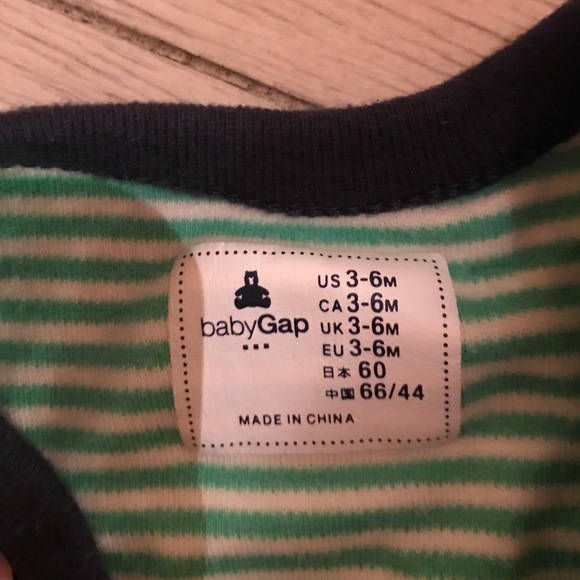 babyGap
US 3-6M
CA 3-6M
UK 3-6M
EU 3-6M
日本 60
中国 66/44
MADE IN CHINA